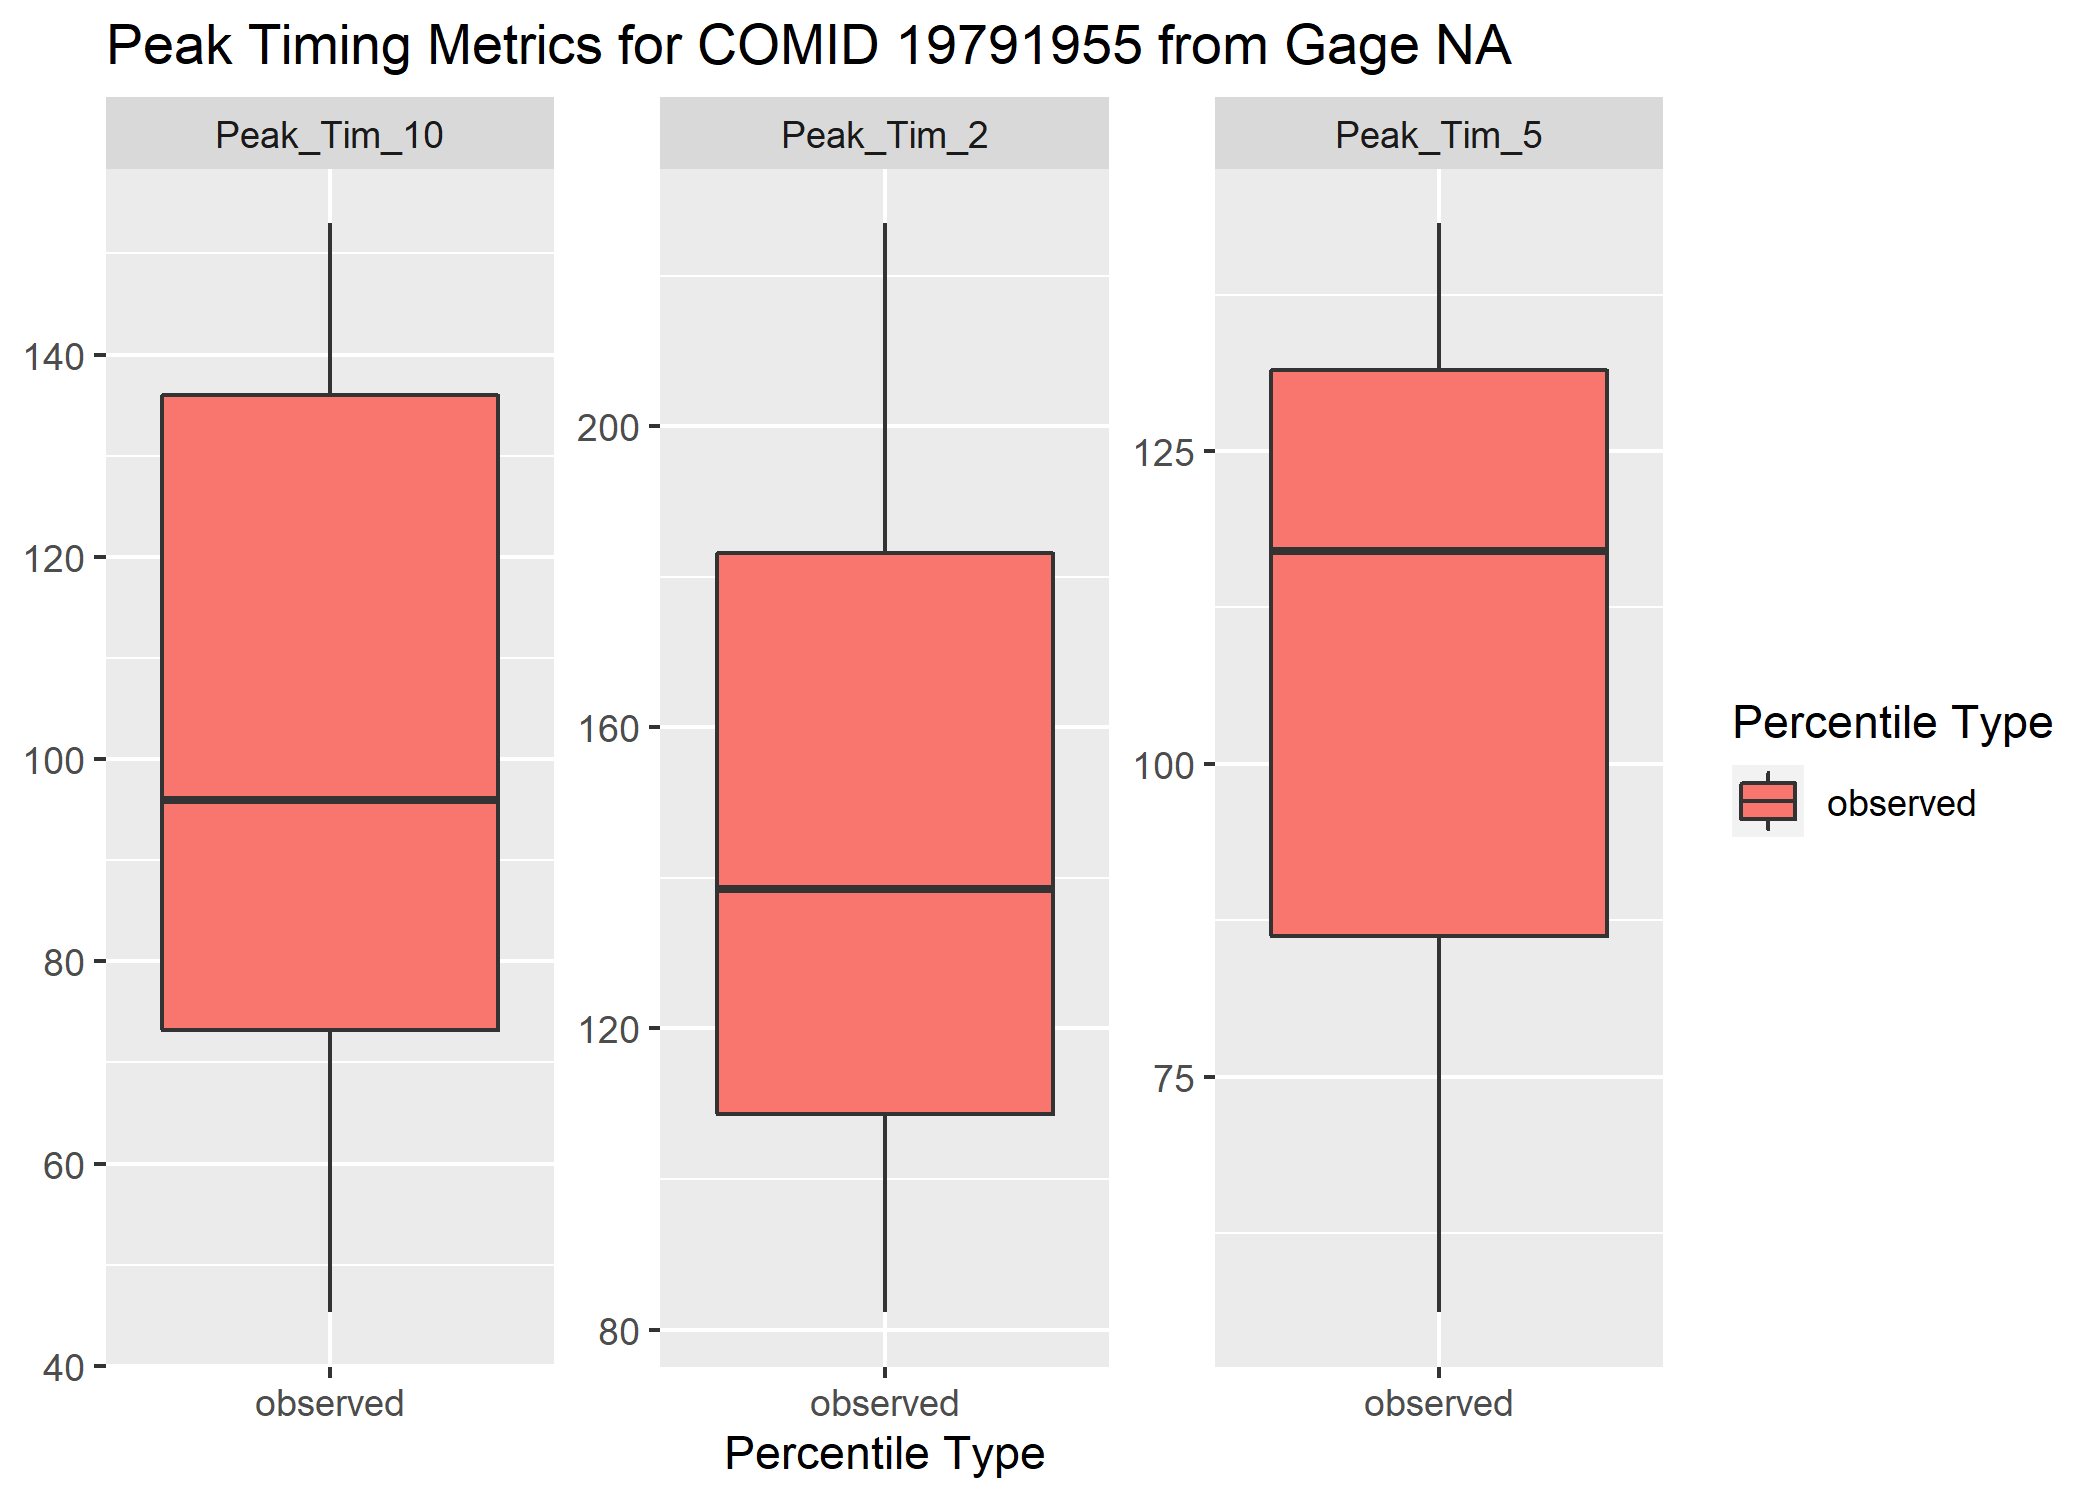 Peak Timing Metrics for COMID 19791955 from Gage NA
Peak_Tim_10
Peak_Tim_2
Peak_Tim_5
140
120
100
80
60
40
200
160
120
80
125
100
75
observed
observed
observed
Percentile Type
Percentile Type
observed